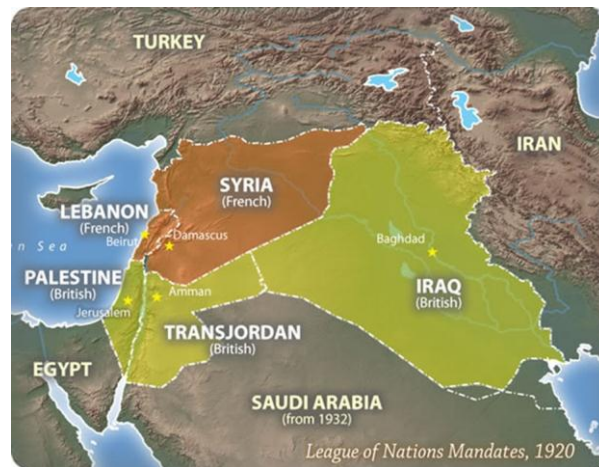 TURKEY
IRAN
SYRIA
(French)
LEBANON
(French)
Beirut
Damascus
n Sea
Baghdad
PALESTINE
(British)
Amman
Jerusalem
IRAQ
(British)
TRANSJORDAN
(British)
EGYPT
SAUDI ARABIA
(from 1932)
League of Nations Mandates, 1920